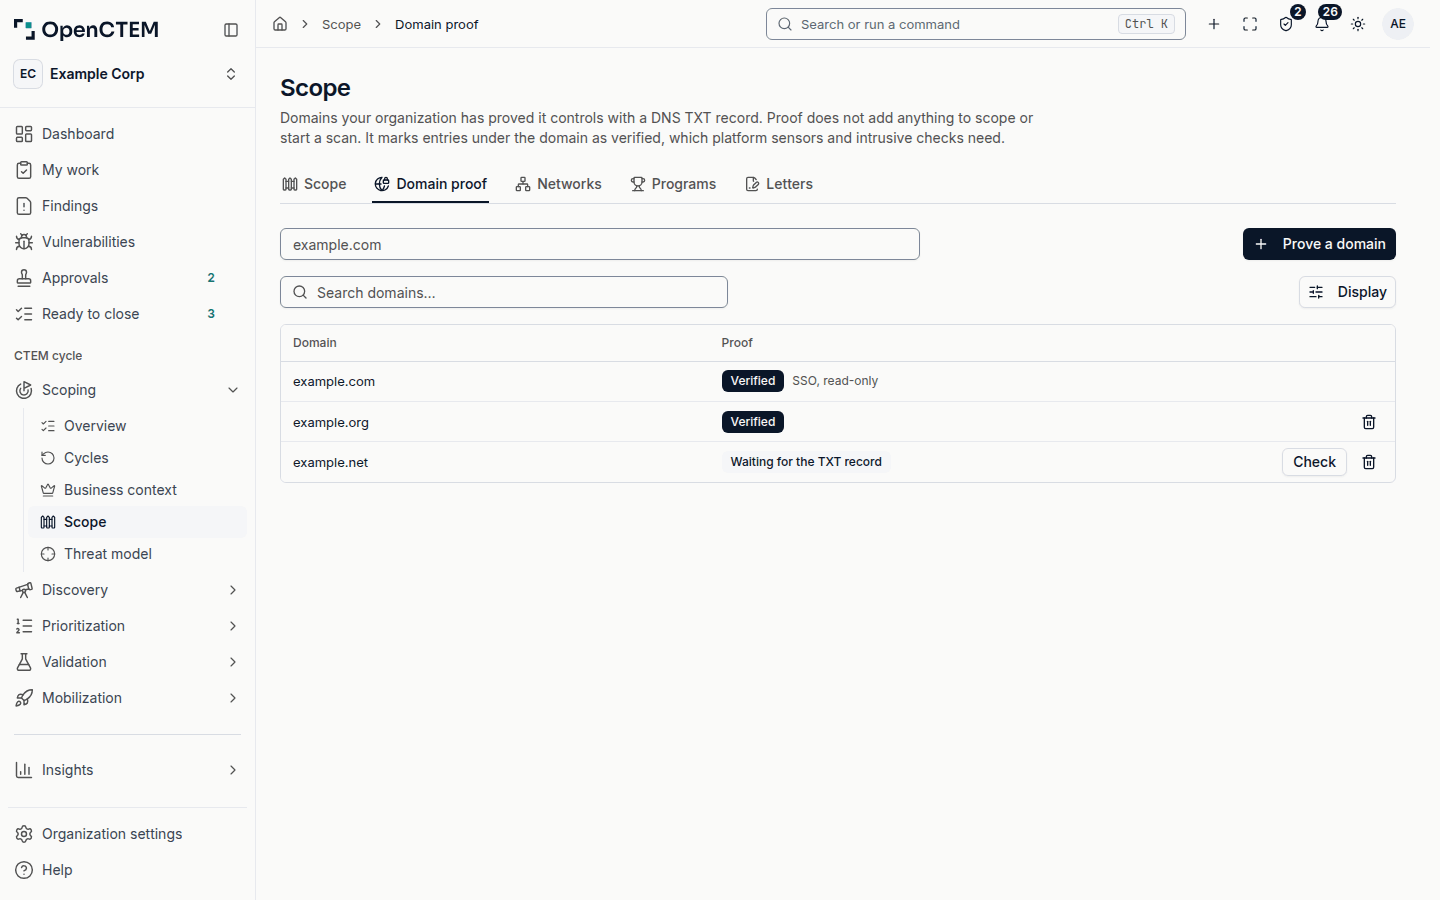 OpenCTEM
EC Example Corp
Dashboard
My work
Findings
Vulnerabilities
Approvals 2
Ready to close 3
CTEM cycle
Scoping
Overview
Cycles
Business context
Scope
Threat model
Discovery
Prioritization
Validation
Mobilization
Insights
Organization settings
Help
Scope Domain proof
Search or run a command Ctrl K
2 26 AE
Scope
Domains your organization has proved it controls with a DNS TXT record. Proof does not add anything to scope or
start a scan. It marks entries under the domain as verified, which platform sensors and intrusive checks need.
Scope Domain proof Networks Programs Letters
example.com Prove a domain
Search domains... Display
Domain Proof
example.com Verified SSO, read-only
example.org Verified
example.net Waiting for the TXT record Check